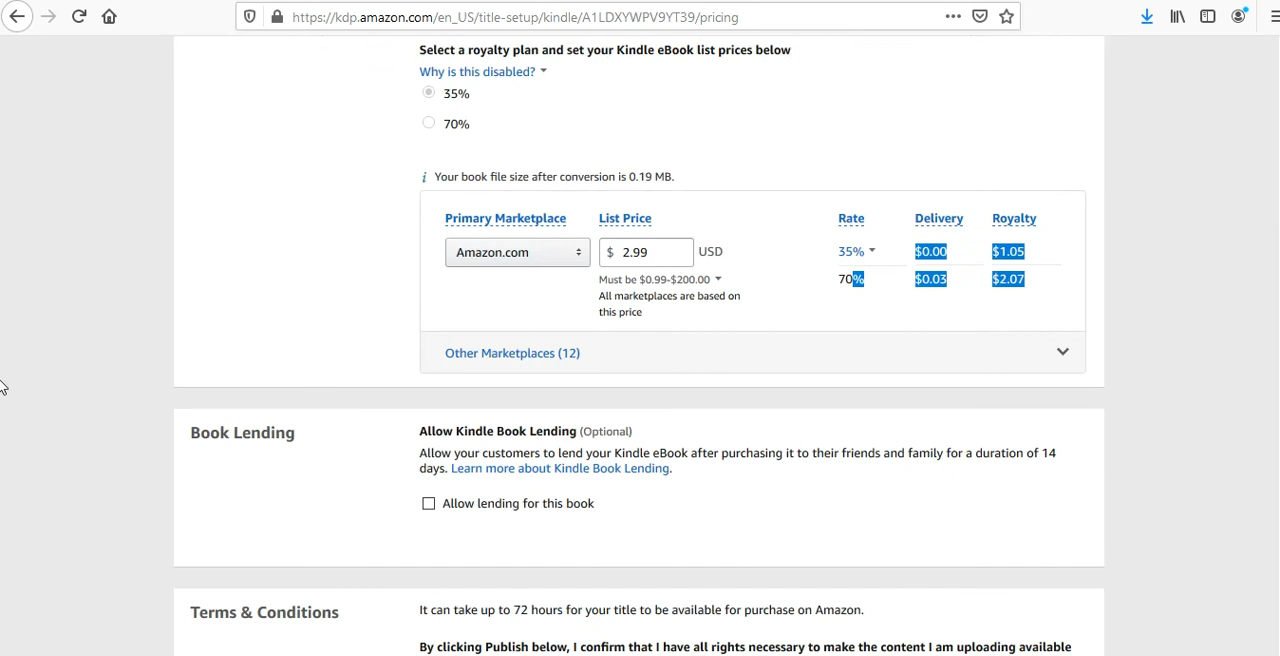 https://kdp.amazon.com/en_US/title-setup/kindle/A1LDXYWPV9YT39/pricing
Select a royalty plan and set your Kindle eBook list prices below
Why is this disabled?
35%
70%
i Your book file size after conversion is 0.19 MB.
Primary Marketplace List Price Rate Delivery Royalty
Amazon.com $ 2.99 USD 35% $0.00 $1.05
Must be $0.99-$200.00 70% $0.03 $2.07
All marketplaces are based on
this price
Other Marketplaces (12)
Book Lending
Allow Kindle Book Lending (Optional)
Allow your customers to lend your Kindle eBook after purchasing it to their friends and family for a duration of 14
days. Learn more about Kindle Book Lending.
Allow lending for this book
Terms & Conditions
It can take up to 72 hours for your title to be available for purchase on Amazon.
By clicking Publish below, I confirm that I have all rights necessary to make the content I am uploading available